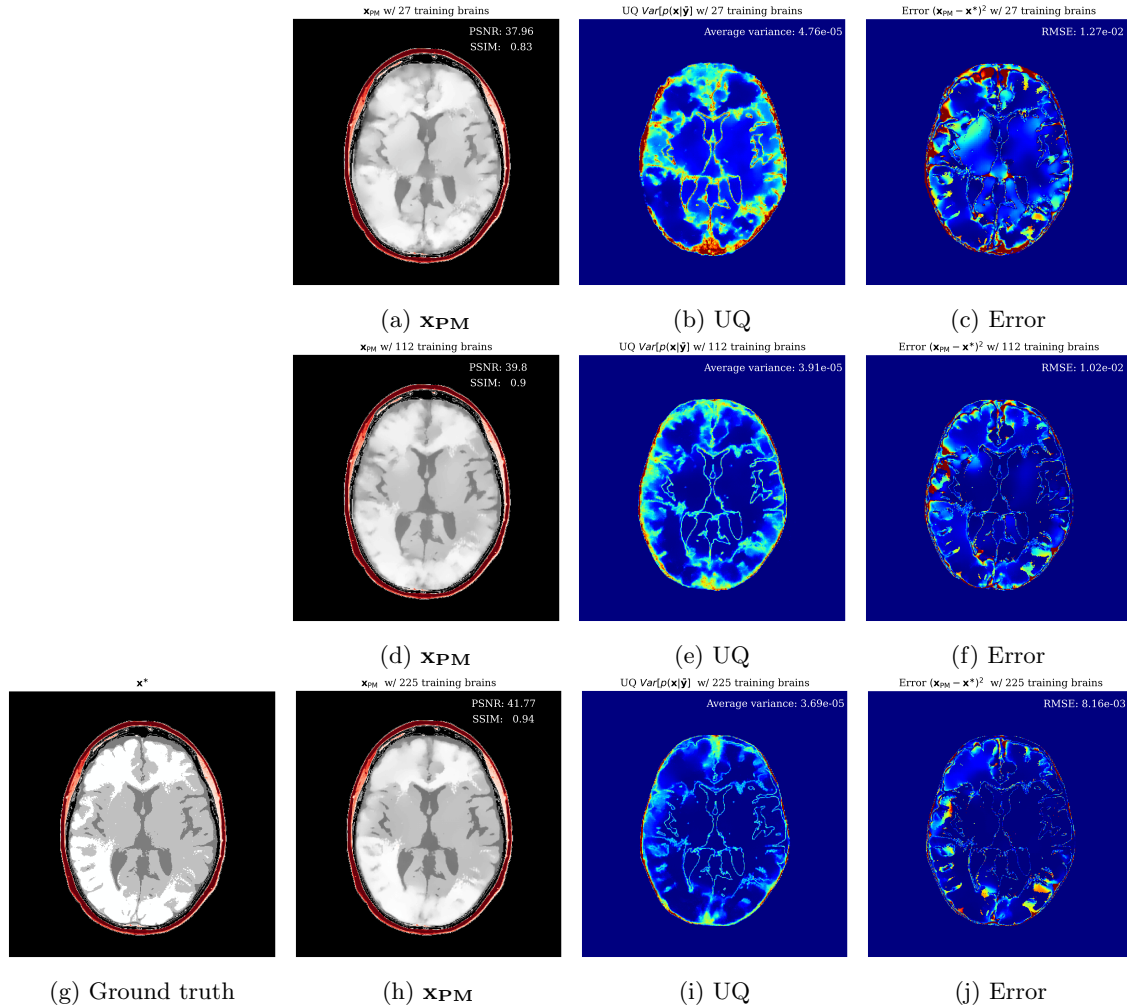 x_PM w/ 27 training brains
PSNR: 37.96
SSIM: 0.83
UQ Var[p(x|ȳ] w/ 27 training brains
Average variance: 4.76e-05
Error (x_PM − x*)² w/ 27 training brains
RMSE: 1.27e-02
(a) x_PM
(b) UQ
(c) Error
x_PM w/ 112 training brains
PSNR: 39.8
SSIM: 0.9
UQ Var[p(x|ȳ] w/ 112 training brains
Average variance: 3.91e-05
Error (x_PM − x*)² w/ 112 training brains
RMSE: 1.02e-02
(d) x_PM
(e) UQ
(f) Error
x*
x_PM w/ 225 training brains
PSNR: 41.77
SSIM: 0.94
UQ Var[p(x|ȳ] w/ 225 training brains
Average variance: 3.69e-05
Error (x_PM − x*)² w/ 225 training brains
RMSE: 8.16e-03
(g) Ground truth
(h) x_PM
(i) UQ
(j) Error